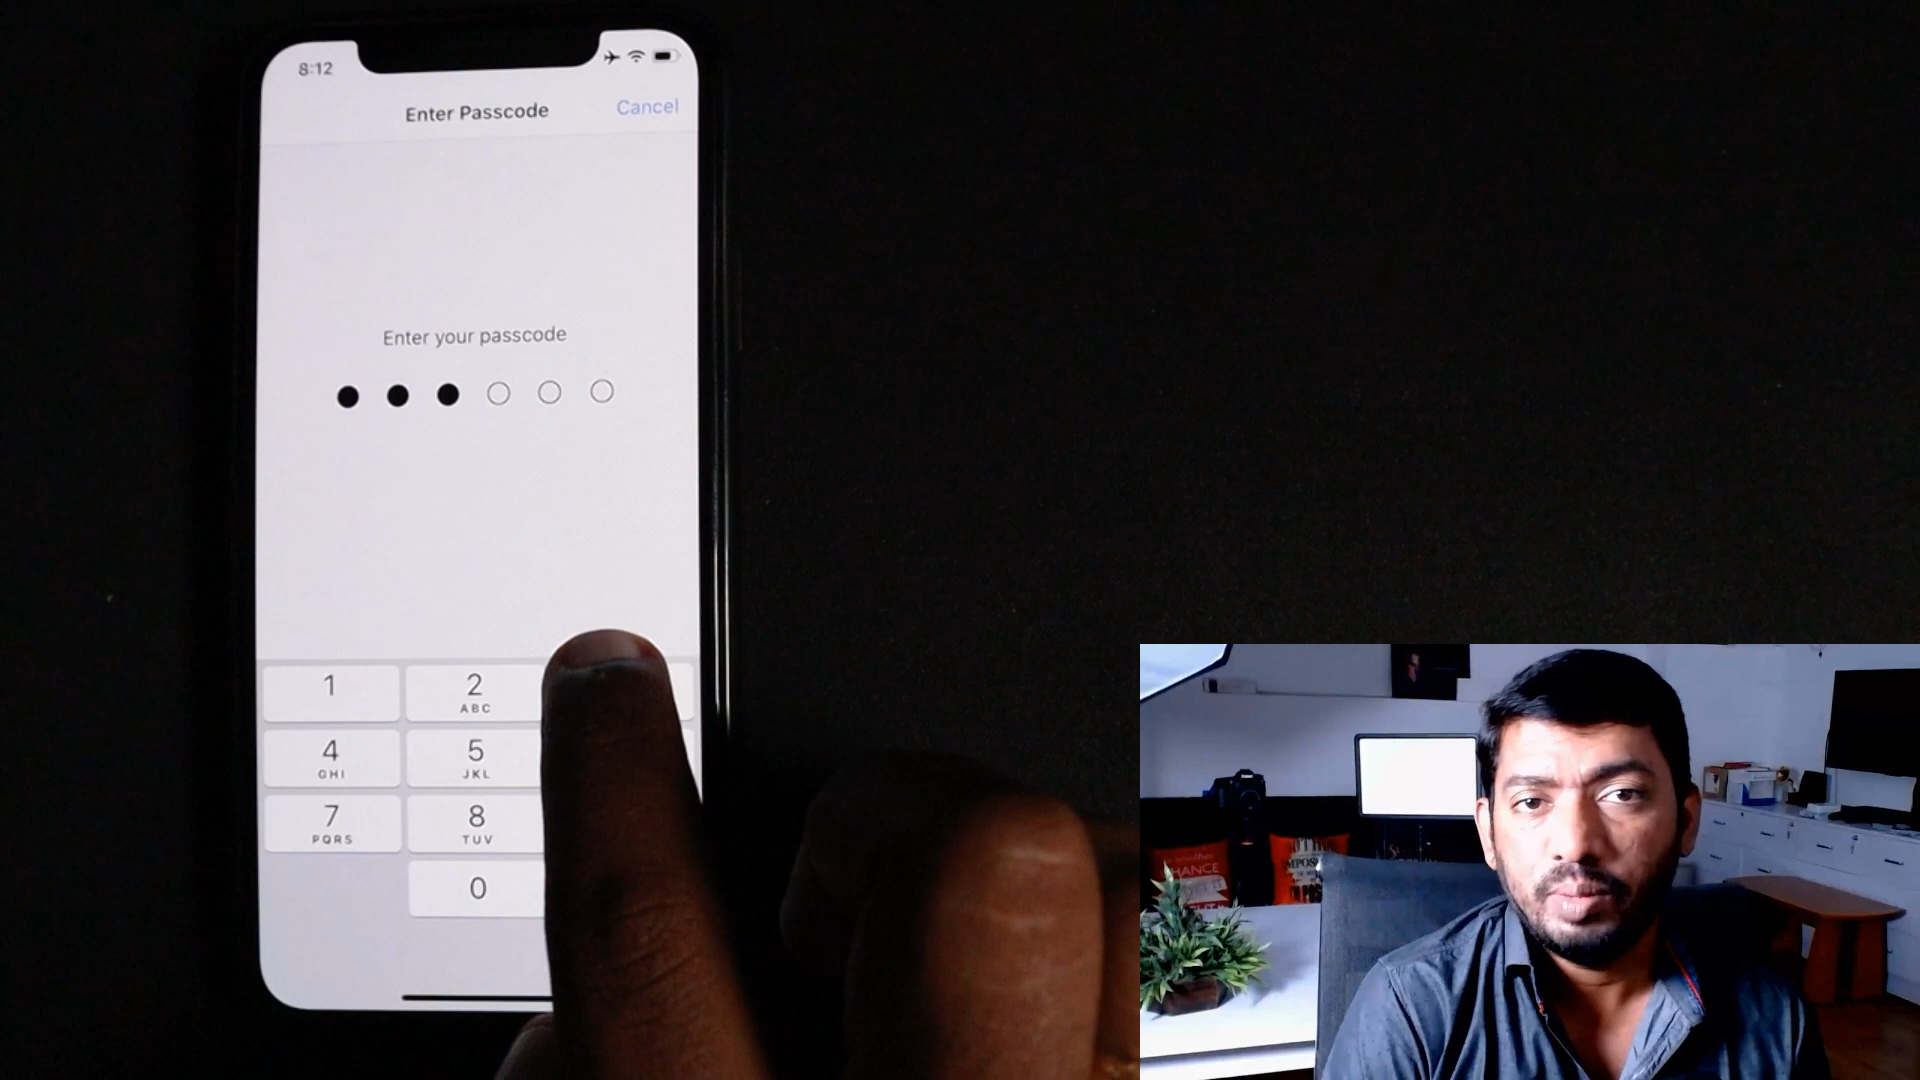 8:12
Enter Passcode
Cancel
Enter your passcode
1
2
ABC
4
GHI
5
JKL
7
PQRS
8
TUV
0
CHANCE